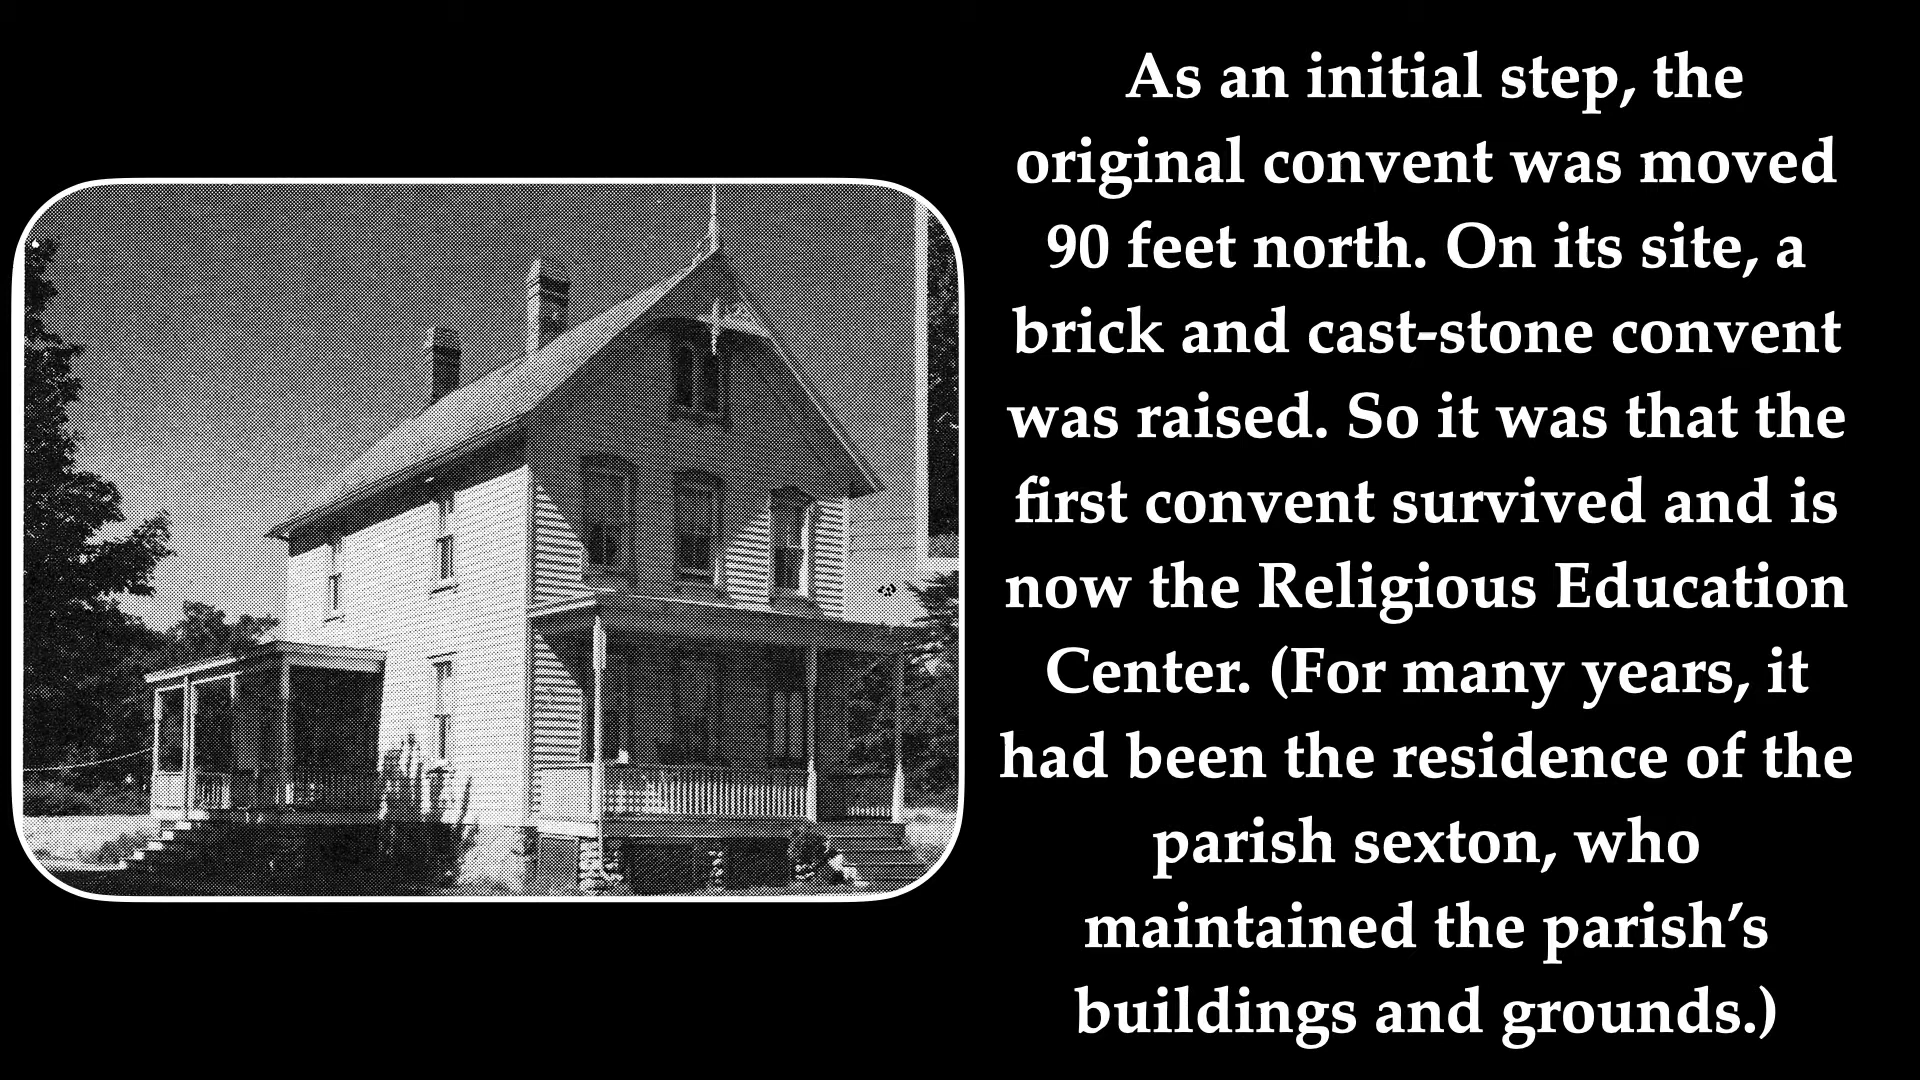 As an initial step, the
original convent was moved
90 feet north. On its site, a
brick and cast-stone convent
was raised. So it was that the
first convent survived and is
now the Religious Education
Center. (For many years, it
had been the residence of the
parish sexton, who
maintained the parish’s
buildings and grounds.)